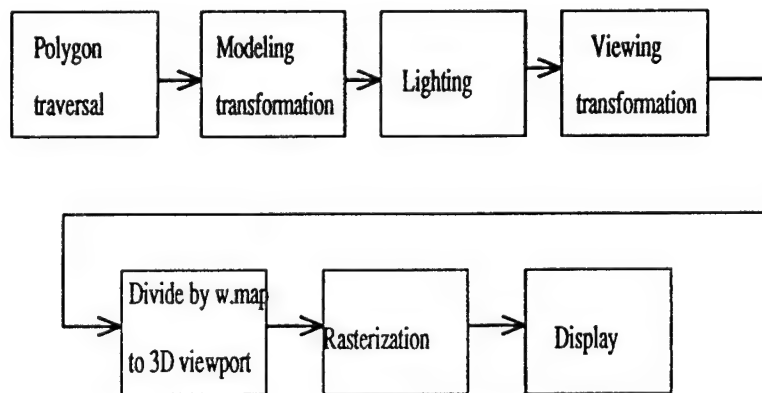 Polygon
traversal
Modeling
transformation
Lighting
Viewing
transformation
Divide by w.map
to 3D viewport
Rasterization
Display